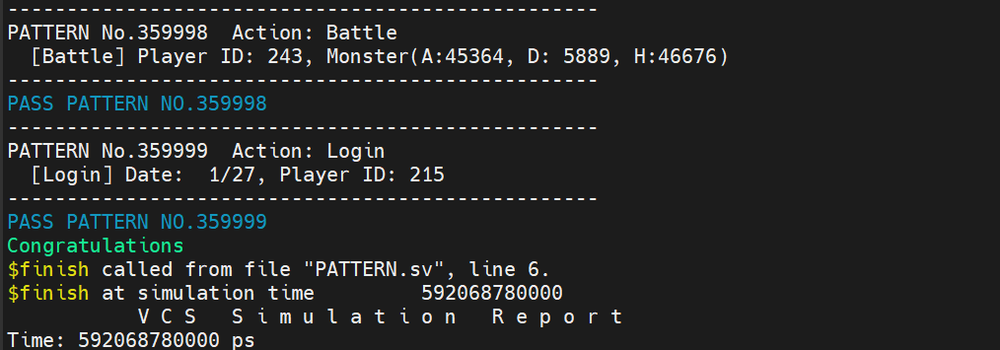 --------------------------------------------------
PATTERN No.359998  Action: Battle
  [Battle] Player ID: 243, Monster(A:45364, D: 5889, H:46676)
--------------------------------------------------
PASS PATTERN NO.359998
--------------------------------------------------
PATTERN No.359999  Action: Login
  [Login] Date:  1/27, Player ID: 215
--------------------------------------------------
PASS PATTERN NO.359999
Congratulations
$finish called from file "PATTERN.sv", line 6.
$finish at simulation time         592068780000
           V C S   S i m u l a t i o n   R e p o r t
Time: 592068780000 ps